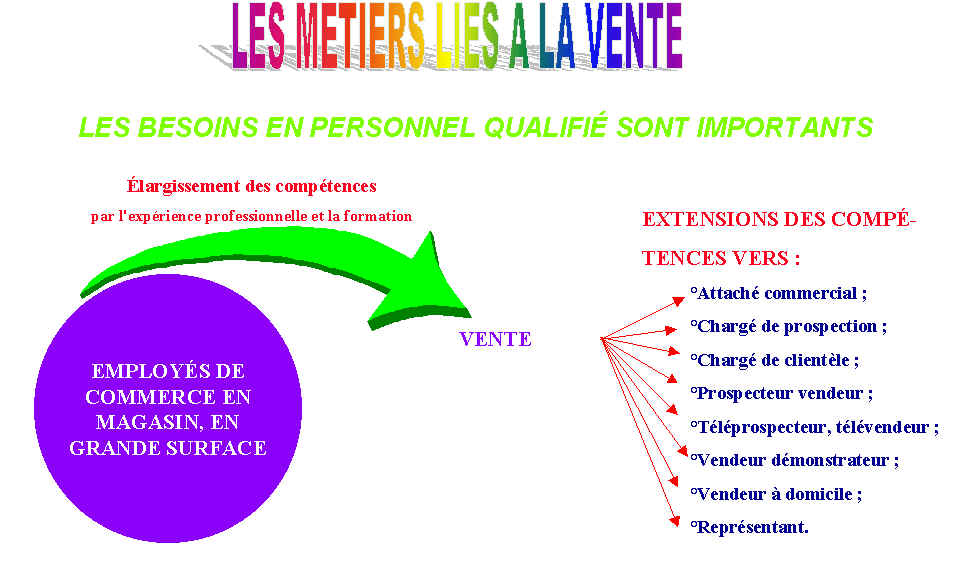 LES METIERS LIES A LA VENTE
LES BESOINS EN PERSONNEL QUALIFIÉ SONT IMPORTANTS
Élargissement des compétences
par l'expérience professionnelle et la formation
EMPLOYÉS DE
COMMERCE EN
MAGASIN, EN
GRANDE SURFACE
VENTE
EXTENSIONS DES COMPÉ-
TENCES VERS :
°Attaché commercial ;
°Chargé de prospection ;
°Chargé de clientèle ;
°Prospecteur vendeur ;
°Téléprospecteur, télévendeur ;
°Vendeur démonstrateur ;
°Vendeur à domicile ;
°Représentant.